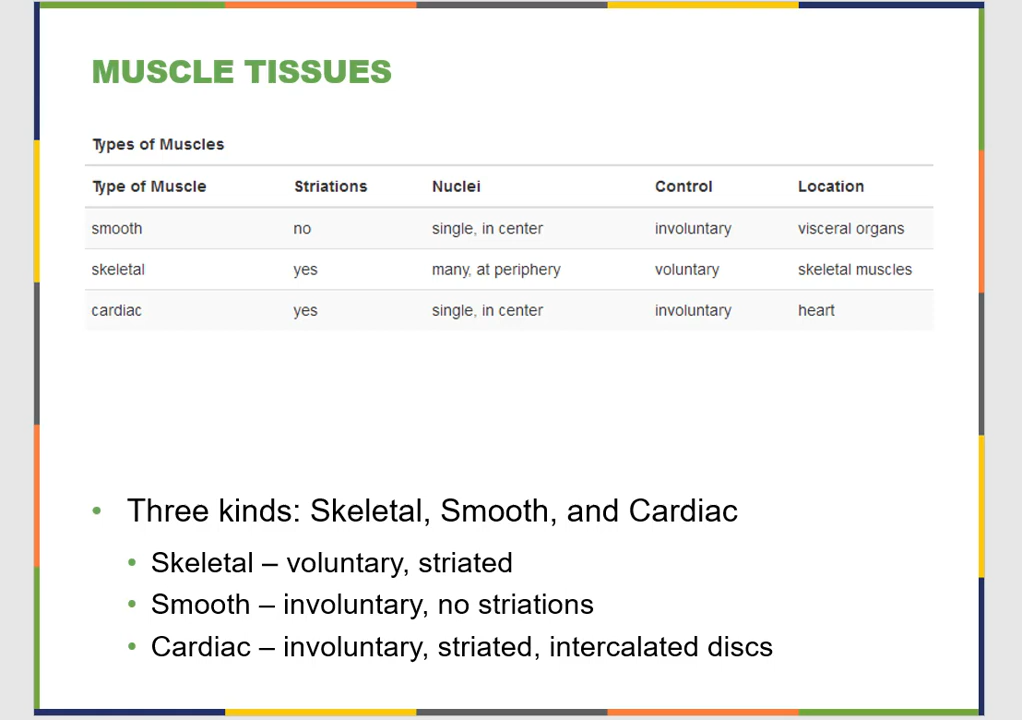 MUSCLE TISSUES
Types of Muscles
Type of Muscle Striations Nuclei Control Location
smooth no single, in center involuntary visceral organs
skeletal yes many, at periphery voluntary skeletal muscles
cardiac yes single, in center involuntary heart
• Three kinds: Skeletal, Smooth, and Cardiac
• Skeletal – voluntary, striated
• Smooth – involuntary, no striations
• Cardiac – involuntary, striated, intercalated discs